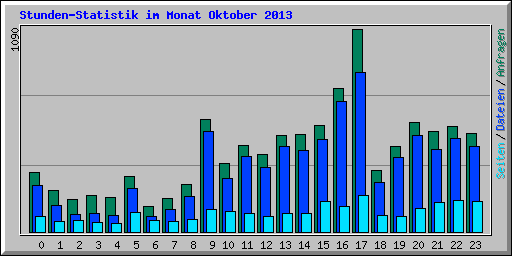 Stunden-Statistik im Monat Oktober 2013
1090
Seiten / Dateien / Anfragen
0 1 2 3 4 5 6 7 8 9 10 11 12 13 14 15 16 17 18 19 20 21 22 23